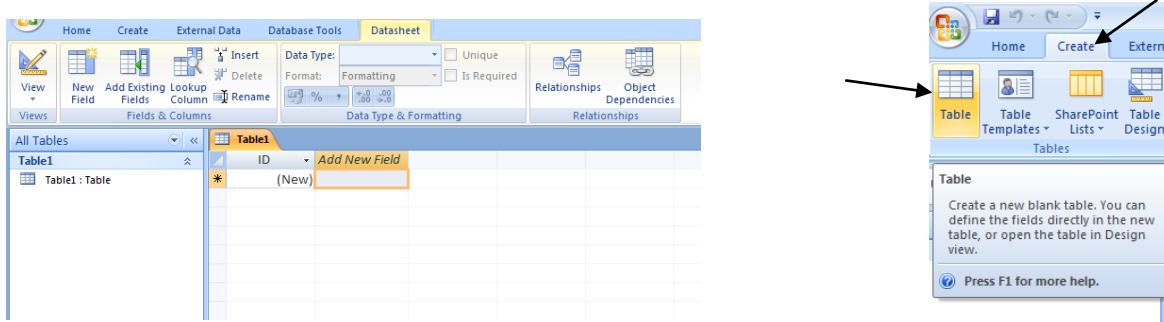 Home Create External Data Database Tools Datasheet
Insert Data Type: Unique
Delete Format: Formatting Is Required
View New Field Add Existing Fields Lookup Column Rename % , Relationships Object Dependencies
Views Fields & Columns Data Type & Formatting Relationships
All Tables « Table1
Table1 ID Add New Field
Table1 : Table * (New)
Home Create Extern
Table Table Templates SharePoint Lists Table Design
Tables
Table
Create a new blank table. You can
define the fields directly in the new
table, or open the table in Design
view.
Press F1 for more help.